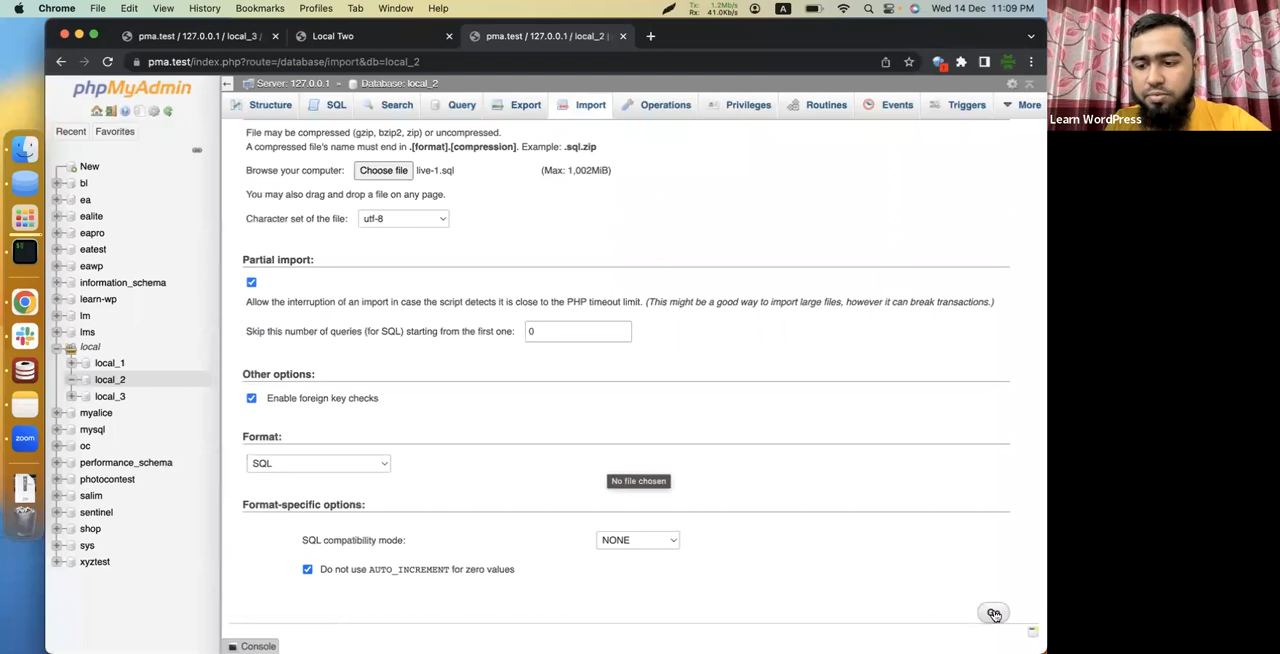 Chrome File Edit View History Bookmarks Profiles Tab Window Help Tx: 1.2Mb/s Rx: 41.0Kb/s A Wed 14 Dec 11:09 PM
pma.test / 127.0.0.1 / local_3 / Local Two pma.test / 127.0.0.1 / local_2 |
pma.test/index.php?route=/database/import&db=local_2
phpMyAdmin
Recent Favorites
New
bl
ea
ealite
eapro
eatest
eawp
information_schema
learn-wp
lm
lms
local
local_1
local_2
local_3
myalice
mysql
oc
performance_schema
photocontest
salim
sentinel
shop
sys
xyztest
Server: 127.0.0.1 » Database: local_2
Structure SQL Search Query Export Import Operations Privileges Routines Events Triggers More
File may be compressed (gzip, bzip2, zip) or uncompressed.
A compressed file's name must end in .[format].[compression]. Example: .sql.zip
Browse your computer: Choose file live-1.sql (Max: 1,002MiB)
You may also drag and drop a file on any page.
Character set of the file: utf-8
Partial import:
Allow the interruption of an import in case the script detects it is close to the PHP timeout limit. (This might be a good way to import large files, however it can break transactions.)
Skip this number of queries (for SQL) starting from the first one: 0
Other options:
Enable foreign key checks
Format:
SQL
No file chosen
Format-specific options:
SQL compatibility mode: NONE
Do not use AUTO_INCREMENT for zero values
Go
Console
zoom
Learn WordPress